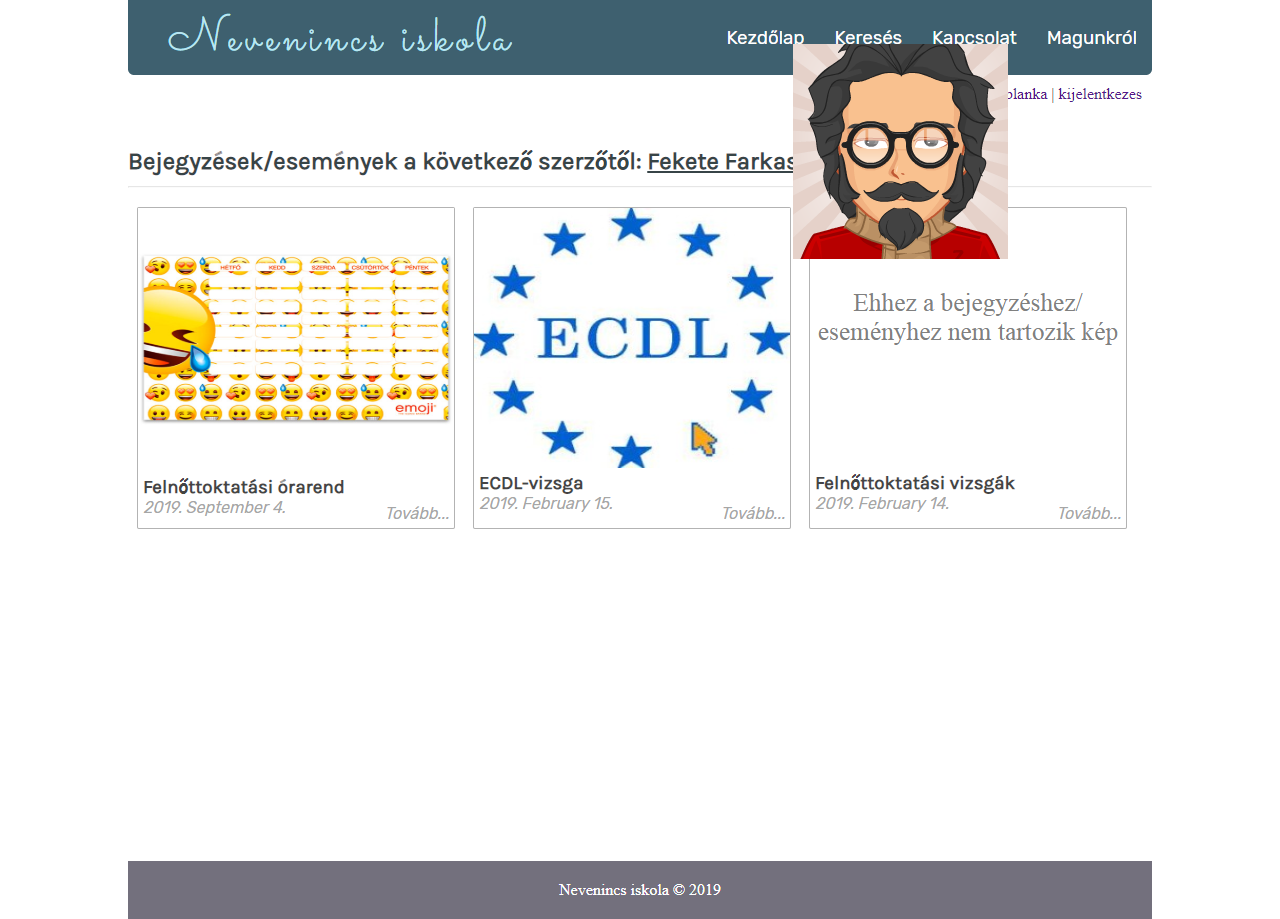 Nevenincs iskola
Kezdőlap Keresés Kapcsolat Magunkról
blanka | kijelentkezes
Bejegyzések/események a következő szerzőtől: Fekete Farkas
HÉTFŐ KEDD SZERDA CSÜTÖRTÖK PÉNTEK
emoji
Felnőttoktatási órarend
2019. September 4.
Tovább...
ECDL
ECDL-vizsga
2019. February 15.
Tovább...
Ehhez a bejegyzéshez/
eseményhez nem tartozik kép
Felnőttoktatási vizsgák
2019. February 14.
Tovább...
Nevenincs iskola © 2019